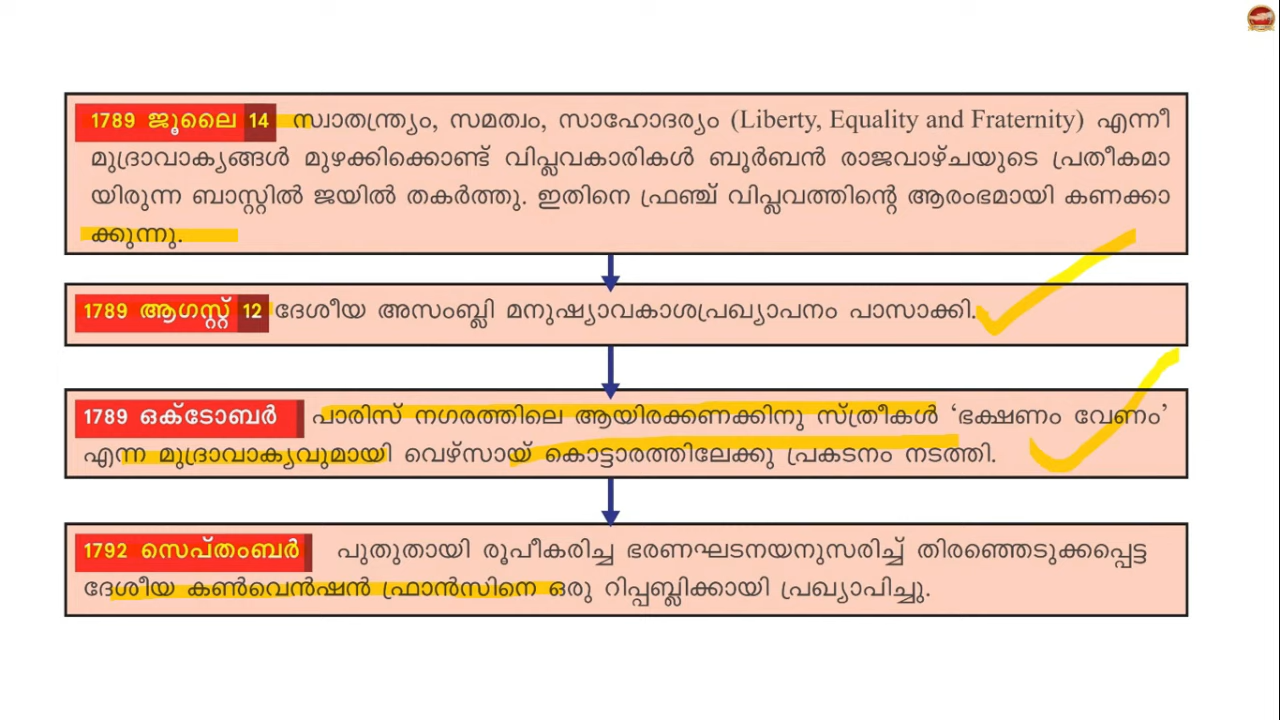 1789 ജൂലൈ 14 സ്വാതന്ത്ര്യം, സമത്വം, സാഹോദര്യം (Liberty, Equality and Fraternity) എന്നീ
മുദ്രാവാക്യങ്ങൾ മുഴക്കിക്കൊണ്ട് വിപ്ലവകാരികൾ ബൂർബൻ രാജവാഴ്ചയുടെ പ്രതീകമാ
യിരുന്ന ബാസ്റ്റിൽ ജയിൽ തകർത്തു. ഇതിനെ ഫ്രഞ്ച് വിപ്ലവത്തിന്റെ ആരംഭമായി കണക്കാ
ക്കുന്നു.
1789 ആഗസ്റ്റ് 12 ദേശീയ അസംബ്ലി മനുഷ്യാവകാശപ്രഖ്യാപനം പാസാക്കി.
1789 ഒക്ടോബർ പാരിസ് നഗരത്തിലെ ആയിരക്കണക്കിനു സ്ത്രീകൾ ‘ഭക്ഷണം വേണം’
എന്ന മുദ്രാവാക്യവുമായി വെഴ്സായ് കൊട്ടാരത്തിലേക്കു പ്രകടനം നടത്തി.
1792 സെപ്തംബർ പുതുതായി രൂപീകരിച്ച ഭരണഘടനയനുസരിച്ച് തിരഞ്ഞെടുക്കപ്പെട്ട
ദേശീയ കൺവെൻഷൻ ഫ്രാൻസിനെ ഒരു റിപ്പബ്ലിക്കായി പ്രഖ്യാപിച്ചു.